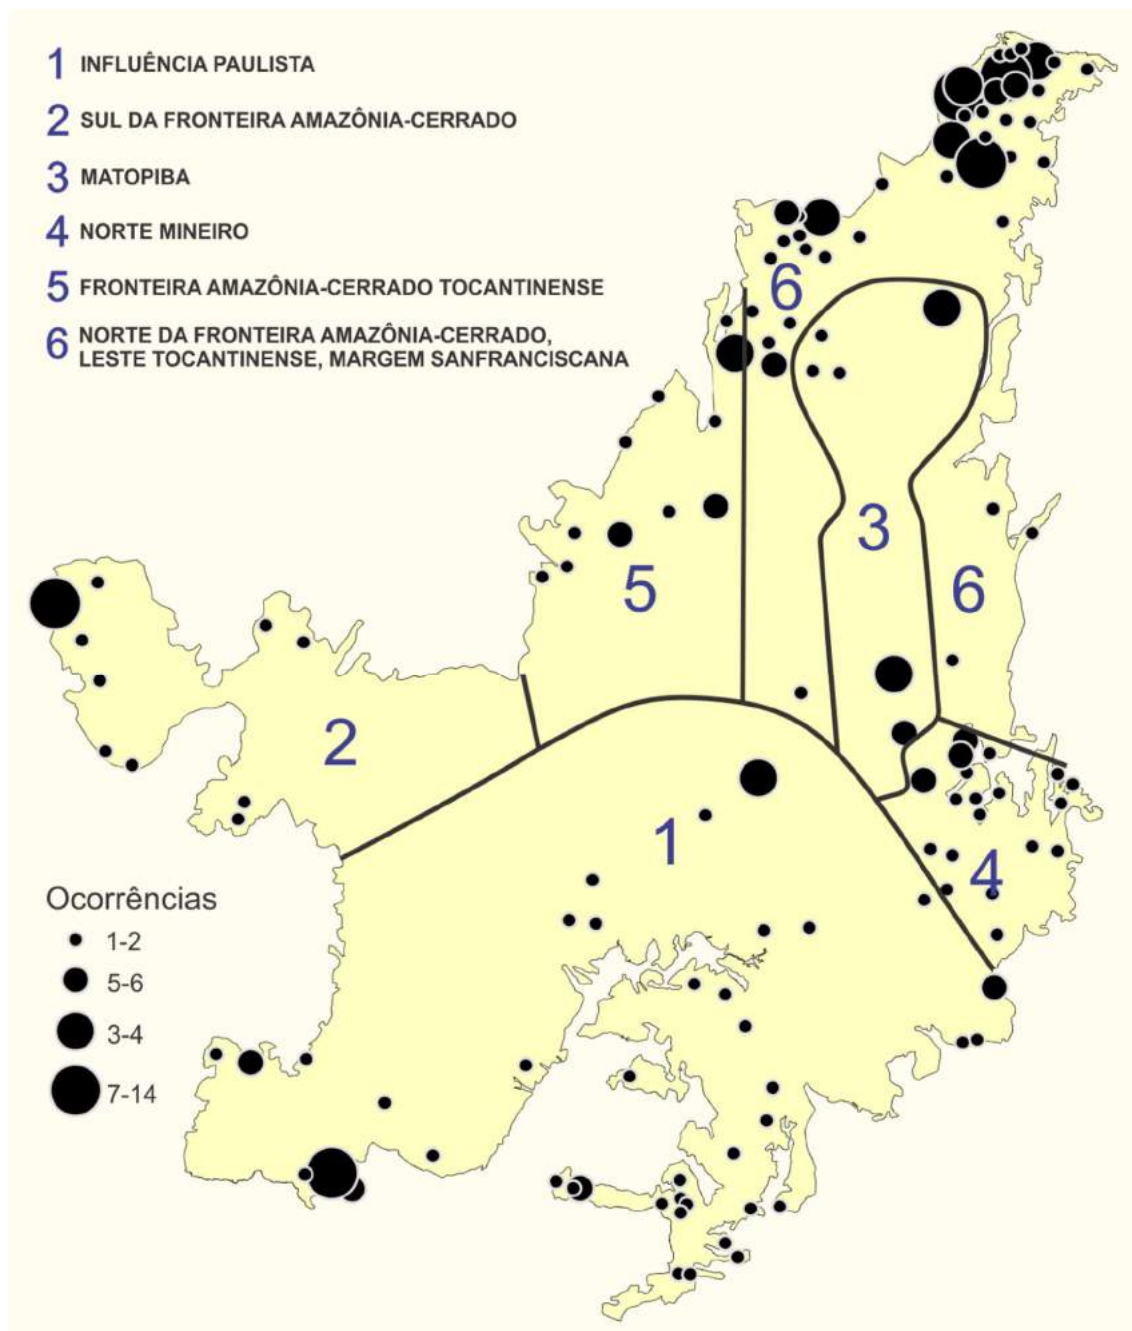 1 INFLUÊNCIA PAULISTA
2 SUL DA FRONTEIRA AMAZÔNIA-CERRADO
3 MATOPIBA
4 NORTE MINEIRO
5 FRONTEIRA AMAZÔNIA-CERRADO TOCANTINENSE
6 NORTE DA FRONTEIRA AMAZÔNIA-CERRADO,
LESTE TOCANTINENSE, MARGEM SANFRANCISCANA
6
3
5
6
2
1
4
Ocorrências
1-2
5-6
3-4
7-14